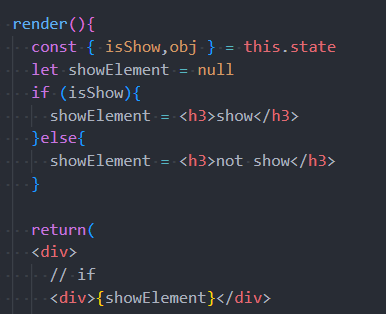 render(){
const { isShow,obj } = this.state
let showElement = null
if (isShow){
showElement = <h3>show</h3>
}else{
showElement = <h3>not show</h3>
}
return(
<div>
// if
<div>{showElement}</div>